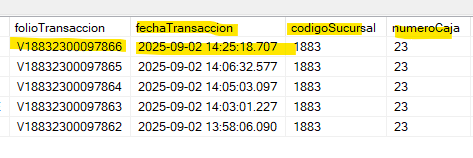 folioTransaccion fechaTransaccion codigoSucursal numeroCaja
V18832300097866 2025-09-02 14:25:18.707 1883 23
V18832300097865 2025-09-02 14:06:32.577 1883 23
V18832300097864 2025-09-02 14:05:03.097 1883 23
V18832300097863 2025-09-02 14:03:01.227 1883 23
V18832300097862 2025-09-02 13:58:06.090 1883 23